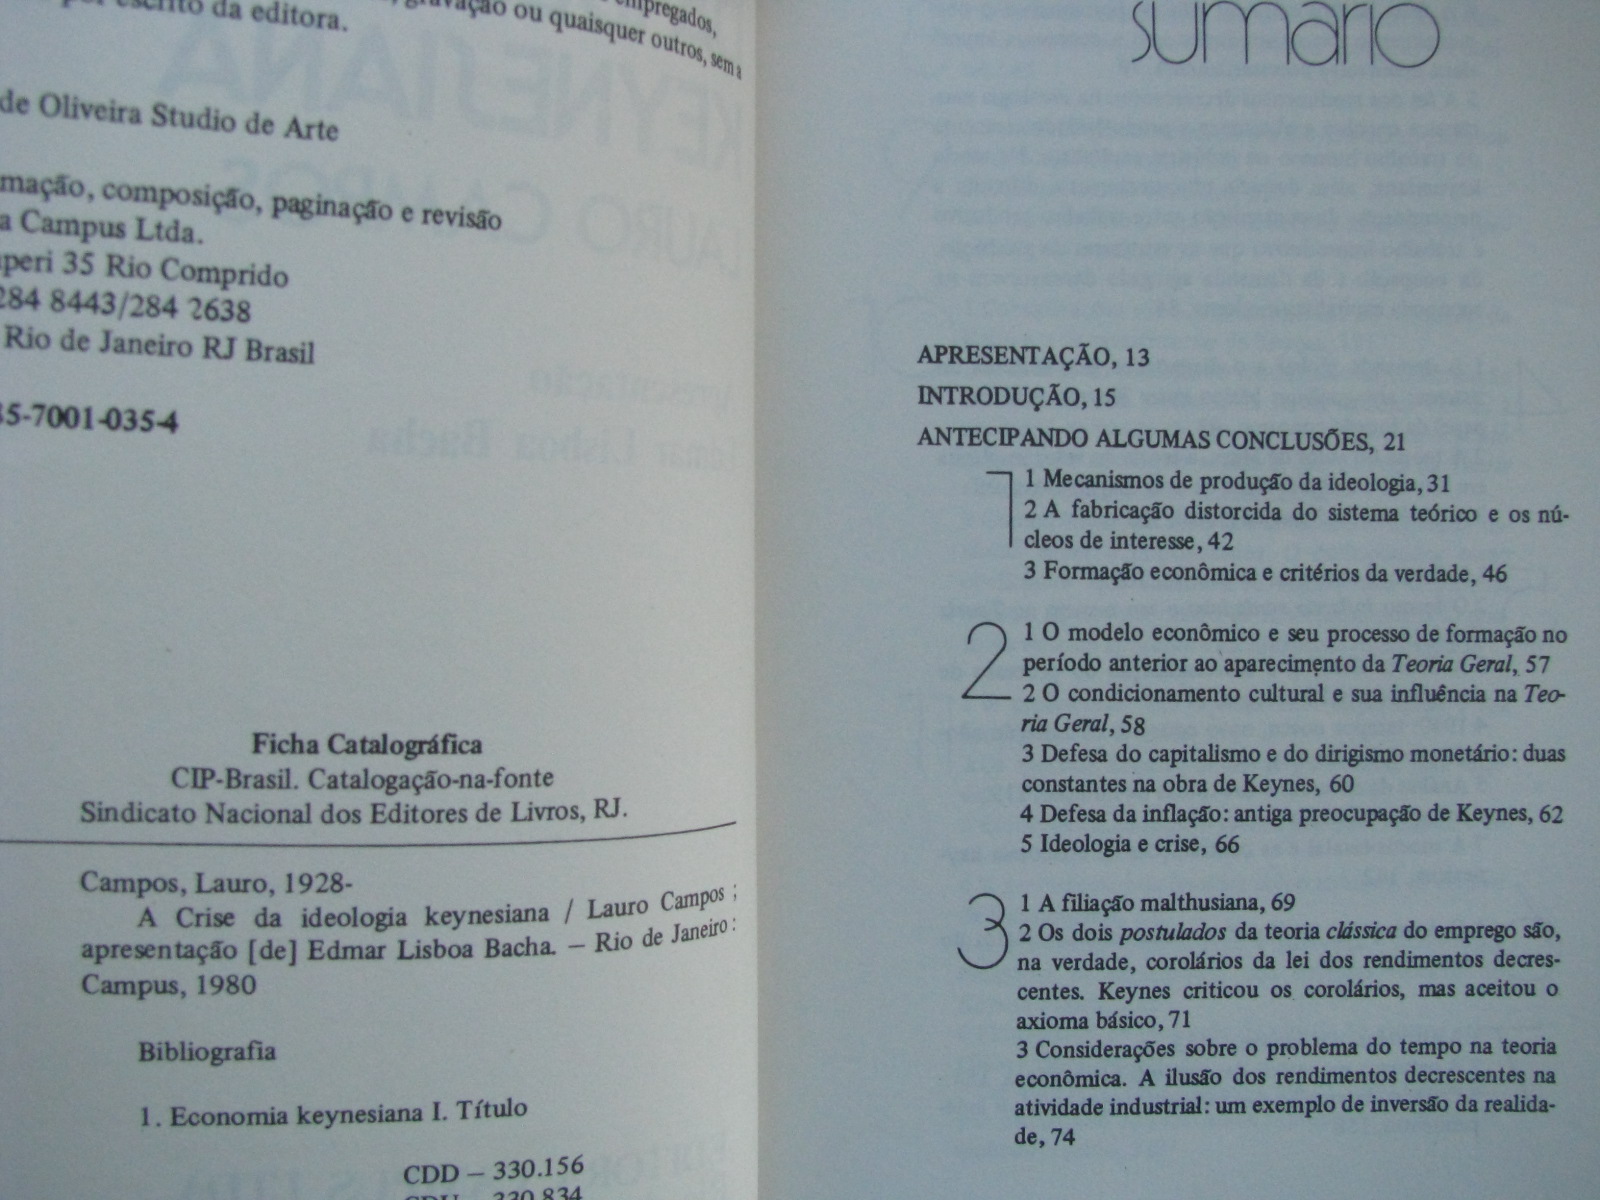 por escrito da editora.
empregados,
gravação ou quaisquer outros, sem a
de Oliveira Studio de Arte
mação, composição, paginação e revisão
a Campus Ltda.
peri 35 Rio Comprido
284 8443/284 2638
Rio de Janeiro RJ Brasil
85-7001-035-4
Ficha Catalográfica
CIP-Brasil. Catalogação-na-fonte
Sindicato Nacional dos Editores de Livros, RJ.
Campos, Lauro, 1928-
A Crise da ideologia keynesiana / Lauro Campos ;
apresentação [de] Edmar Lisboa Bacha. — Rio de Janeiro :
Campus, 1980
Bibliografia
1. Economia keynesiana I. Título
CDD — 330.156
CDU — 330.834
sumário
APRESENTAÇÃO, 13
INTRODUÇÃO, 15
ANTECIPANDO ALGUMAS CONCLUSÕES, 21
1
1 Mecanismos de produção da ideologia, 31
2 A fabricação distorcida do sistema teórico e os nú-
cleos de interesse, 42
3 Formação econômica e critérios da verdade, 46
2
1 O modelo econômico e seu processo de formação no
período anterior ao aparecimento da Teoria Geral, 57
2 O condicionamento cultural e sua influência na Teo-
ria Geral, 58
3 Defesa do capitalismo e do dirigismo monetário: duas
constantes na obra de Keynes, 60
4 Defesa da inflação: antiga preocupação de Keynes, 62
5 Ideologia e crise, 66
3
1 A filiação malthusiana, 69
2 Os dois postulados da teoria clássica do emprego são,
na verdade, corolários da lei dos rendimentos decres-
centes. Keynes criticou os corolários, mas aceitou o
axioma básico, 71
3 Considerações sobre o problema do tempo na teoria
econômica. A ilusão dos rendimentos decrescentes na
atividade industrial: um exemplo de inversão da realida-
de, 74